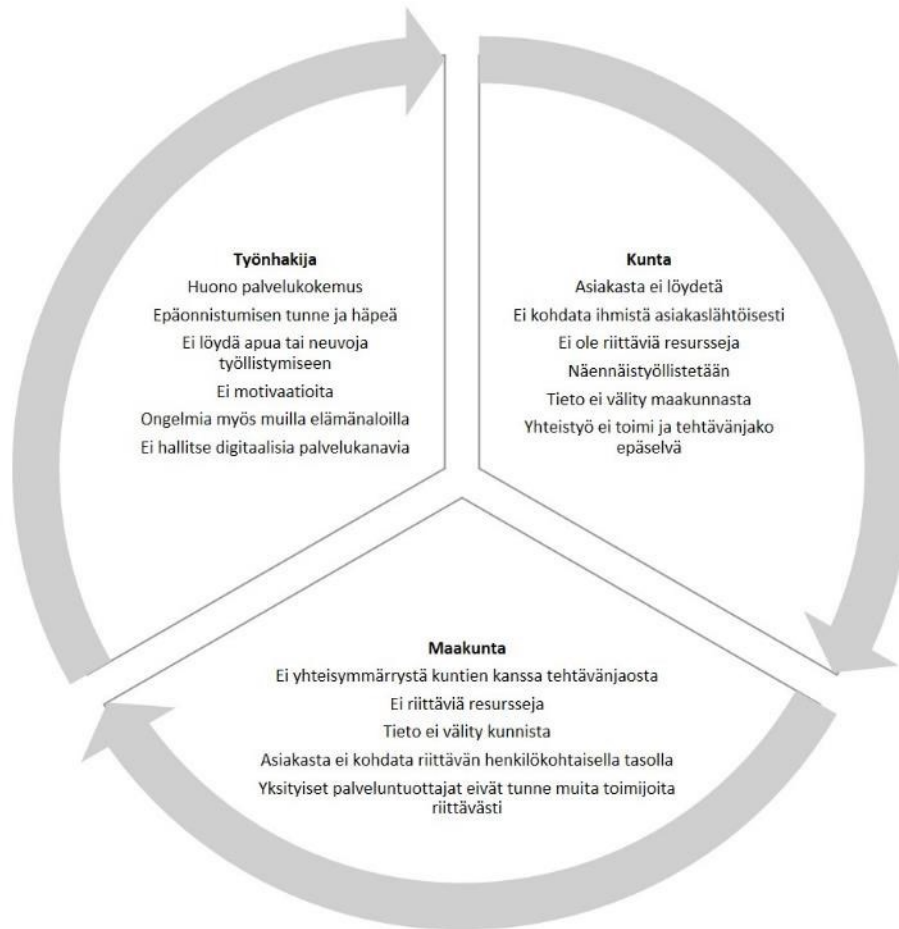 Työnhakija
Huono palvelukokemus
Epäonnistumisen tunne ja häpeä
Ei löydä apua tai neuvoja
työllistymiseen
Ei motivaatioita
Ongelmia myös muilla elämänaloilla
Ei hallitse digitaalisia palvelukanavia
Kunta
Asiakasta ei löydetä
Ei kohdata ihmistä asiakaslähtöisesti
Ei ole riittäviä resursseja
Näennäistyöllistetään
Tieto ei välity maakunnasta
Yhteistyö ei toimi ja tehtävänjako
epäselvä
Maakunta
Ei yhteisymmärrystä kuntien kanssa tehtävänjaosta
Ei riittäviä resursseja
Tieto ei välity kunnista
Asiakasta ei kohdata riittävän henkilökohtaisella tasolla
Yksityiset palveluntuottajat eivät tunne muita toimijoita
riittävästi